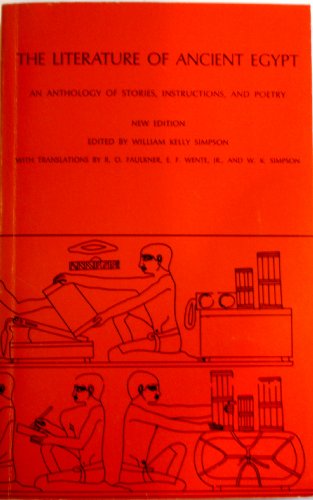 THE LITERATURE OF ANCIENT EGYPT
AN ANTHOLOGY OF STORIES, INSTRUCTIONS, AND POETRY
NEW EDITION
EDITED BY WILLIAM KELLY SIMPSON
WITH TRANSLATIONS BY R. O. FAULKNER, E. F. WENTE, JR., AND W. K. SIMPSON